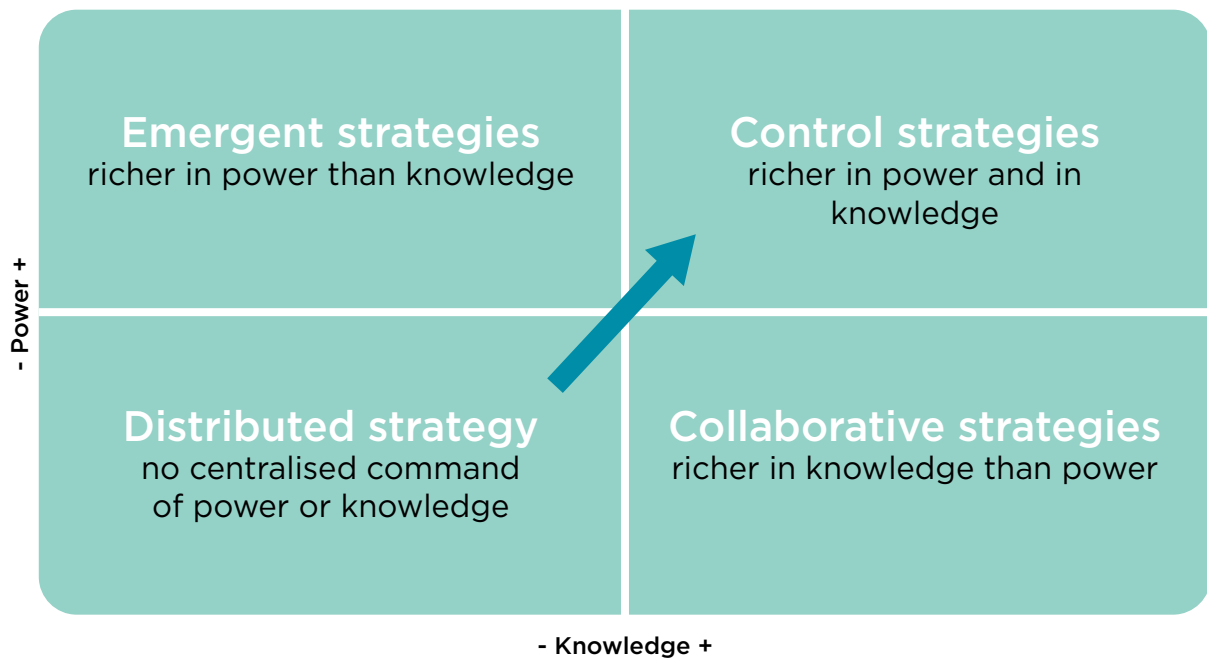 Emergent strategies
richer in power than knowledge
Control strategies
richer in power and in
knowledge
- Power +
Distributed strategy
no centralised command
of power or knowledge
Collaborative strategies
richer in knowledge than power
- Knowledge +